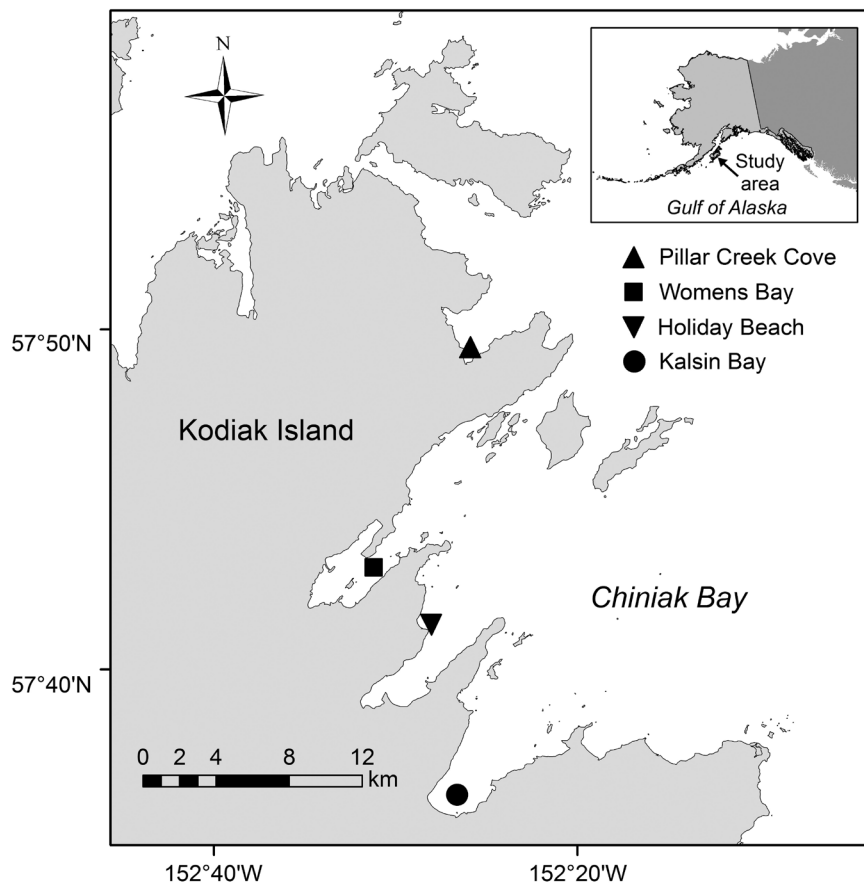 N
Study
area
Gulf of Alaska
Pillar Creek Cove
Womens Bay
Holiday Beach
Kalsin Bay
57°50'N
Kodiak Island
Chiniak Bay
57°40'N
0 2 4 8 12
km
152°40'W 152°20'W